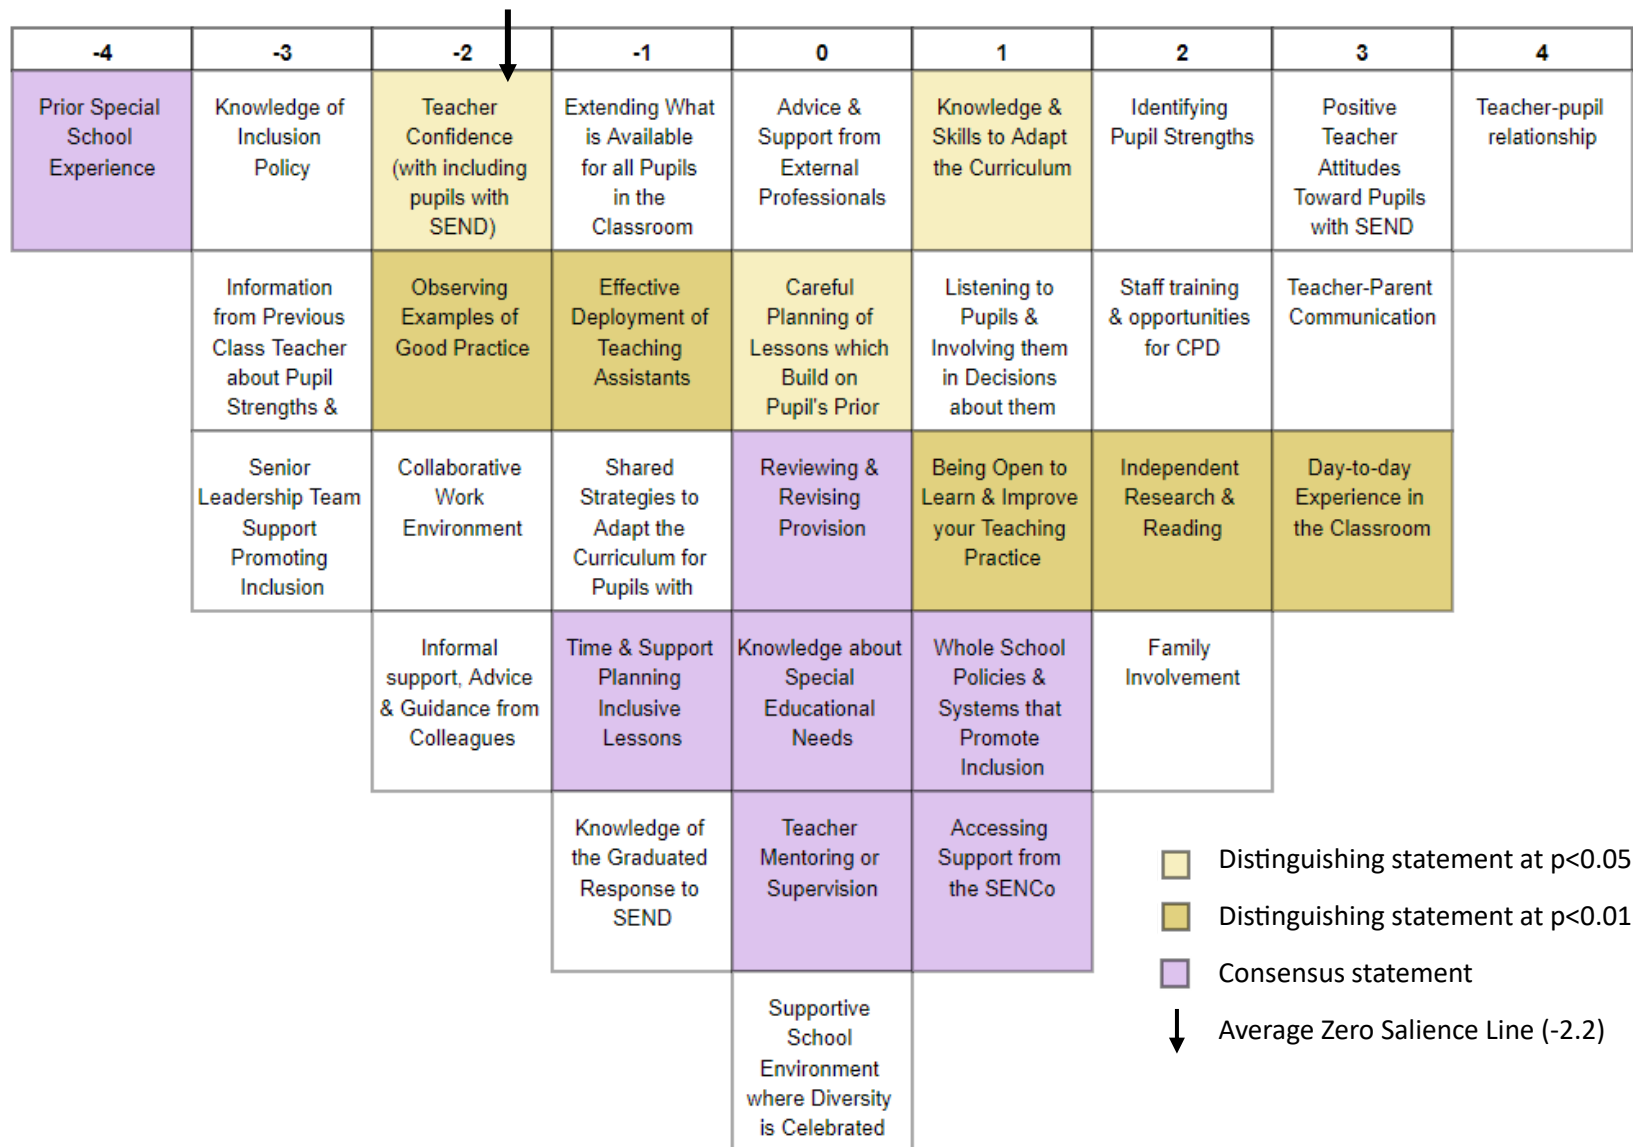 -4
-3
-2
-1
0
1
2
3
4
Prior Special
School
Experience
Knowledge of
Inclusion
Policy
Teacher
Confidence
(with including
pupils with
SEND)
Extending What
is Available
for all Pupils
in the
Classroom
Advice &
Support from
External
Professionals
Knowledge &
Skills to Adapt
the Curriculum
Identifying
Pupil Strengths
Positive
Teacher
Attitudes
Toward Pupils
with SEND
Teacher-pupil
relationship
Information
from Previous
Class Teacher
about Pupil
Strengths &
Observing
Examples of
Good Practice
Effective
Deployment of
Teaching
Assistants
Careful
Planning of
Lessons which
Build on
Pupil's Prior
Listening to
Pupils &
Involving them
in Decisions
about them
Staff training
& opportunities
for CPD
Teacher-Parent
Communication
Senior
Leadership Team
Support
Promoting
Inclusion
Collaborative
Work
Environment
Shared
Strategies to
Adapt the
Curriculum for
Pupils with
Reviewing &
Revising
Provision
Being Open to
Learn & Improve
your Teaching
Practice
Independent
Research &
Reading
Day-to-day
Experience in
the Classroom
Informal
support, Advice
& Guidance from
Colleagues
Time & Support
Planning
Inclusive
Lessons
Knowledge about
Special
Educational
Needs
Whole School
Policies &
Systems that
Promote
Inclusion
Family
Involvement
Knowledge of
the Graduated
Response to
SEND
Teacher
Mentoring or
Supervision
Accessing
Support from
the SENCo
Supportive
School
Environment
where Diversity
is Celebrated
Distinguishing statement at p<0.05
Distinguishing statement at p<0.01
Consensus statement
Average Zero Salience Line (-2.2)